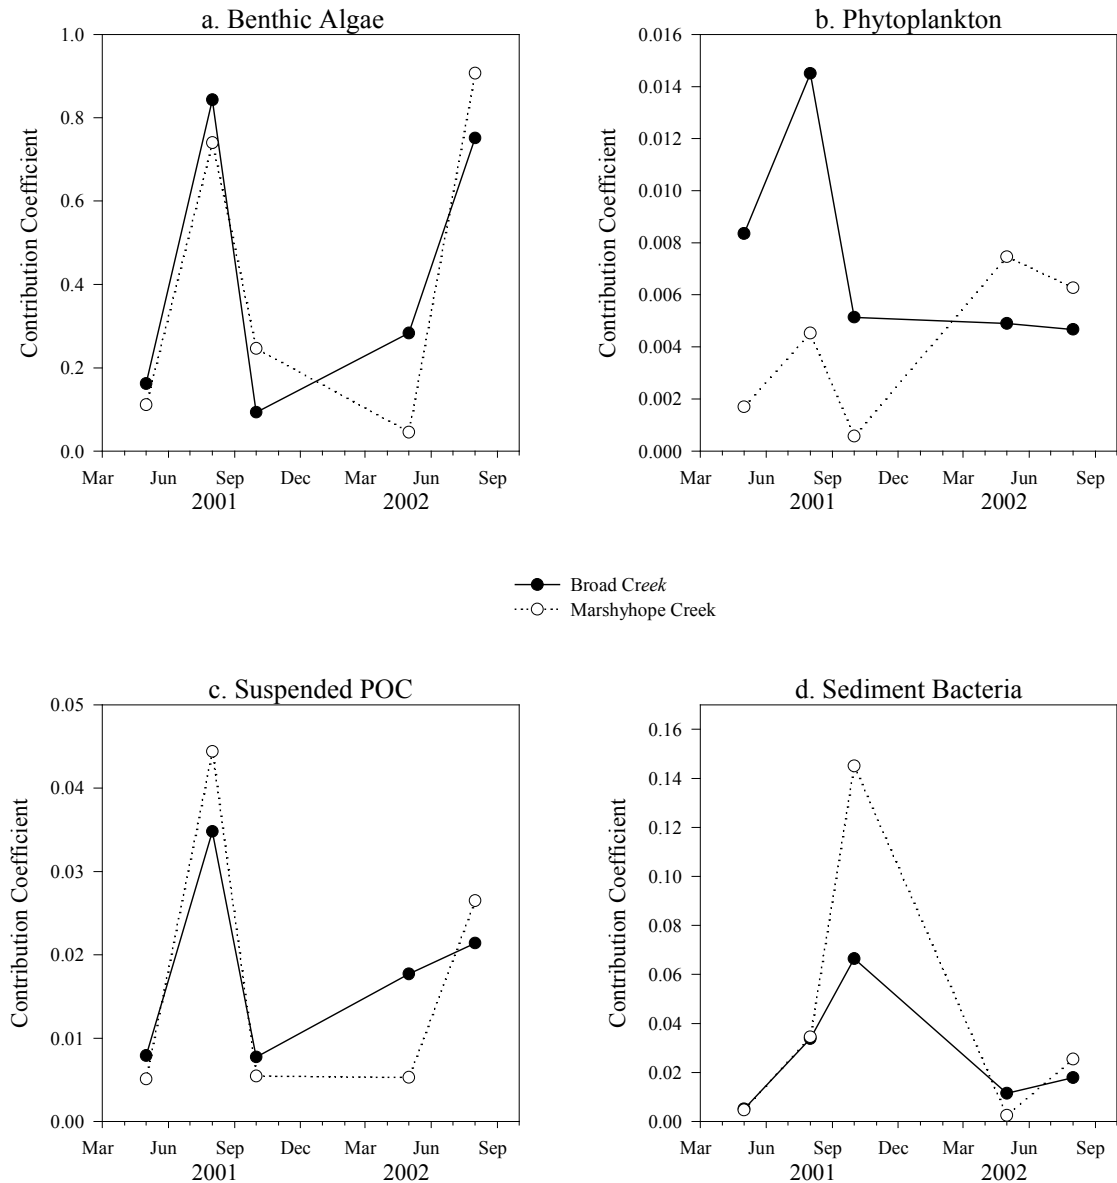 a. Benthic Algae
Contribution Coefficient
1.0
0.8
0.6
0.4
0.2
0.0
Mar Jun Sep Dec Mar Jun Sep
2001 2002
b. Phytoplankton
Contribution Coefficient
0.016
0.014
0.012
0.010
0.008
0.006
0.004
0.002
0.000
Mar Jun Sep Dec Mar Jun Sep
2001 2002
Broad Creek
Marshyhope Creek
c. Suspended POC
Contribution Coefficient
0.05
0.04
0.03
0.02
0.01
0.00
Mar Jun Sep Dec Mar Jun Sep
2001 2002
d. Sediment Bacteria
Contribution Coefficient
0.16
0.14
0.12
0.10
0.08
0.06
0.04
0.02
0.00
Mar Jun Sep Dec Mar Jun Sep
2001 2002